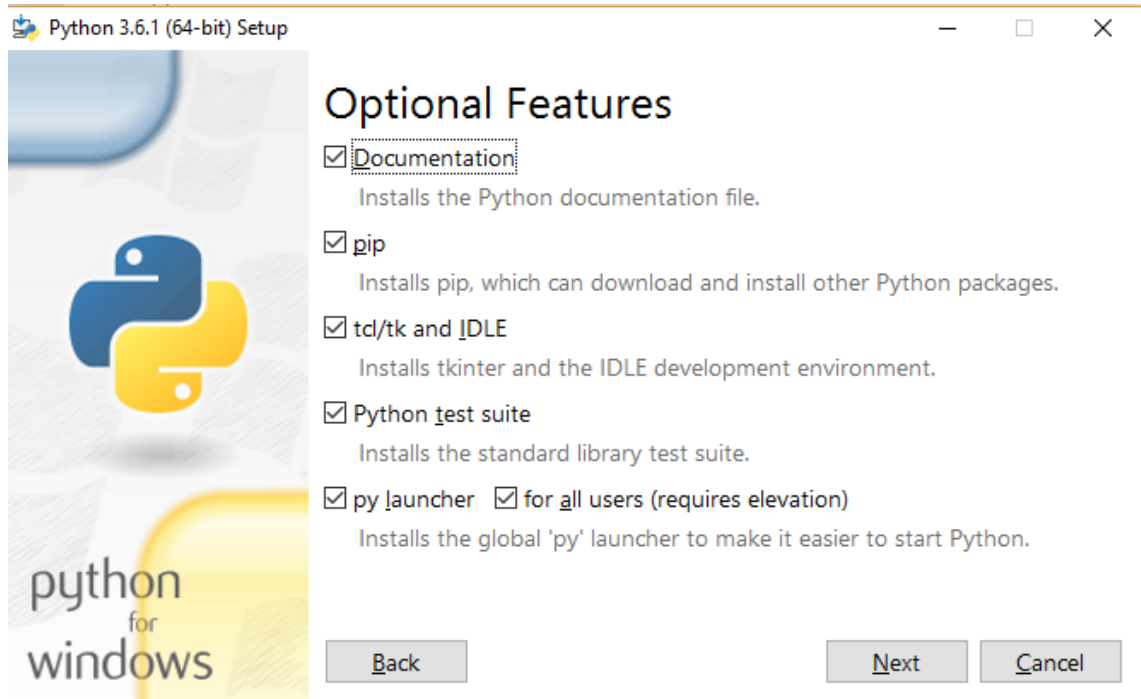 Python 3.6.1 (64-bit) Setup
Optional Features
Documentation
Installs the Python documentation file.
pip
Installs pip, which can download and install other Python packages.
tcl/tk and IDLE
Installs tkinter and the IDLE development environment.
Python test suite
Installs the standard library test suite.
py launcher for all users (requires elevation)
Installs the global 'py' launcher to make it easier to start Python.
python
for
windows
Back Next Cancel